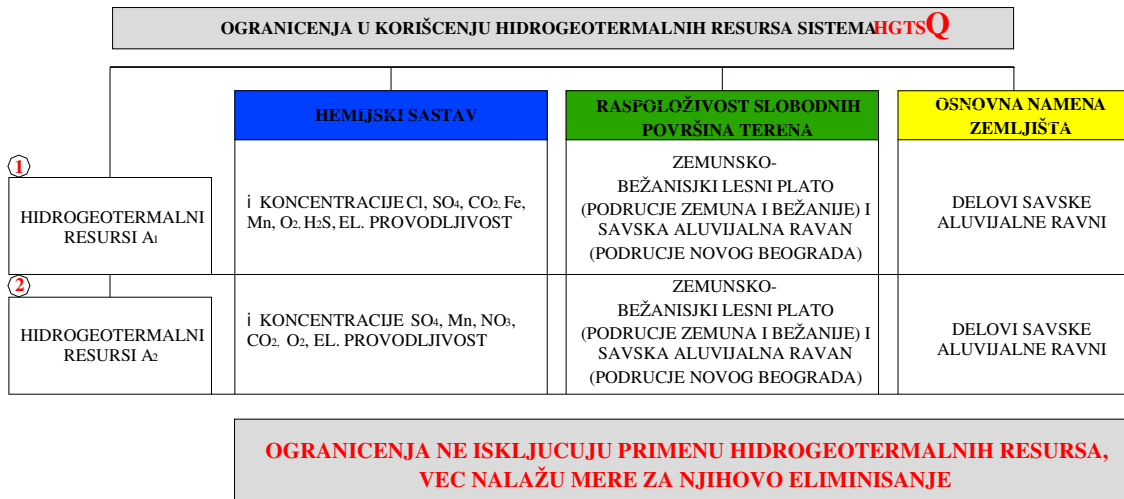 OGRANICENJA U KORIŠCENJU HIDROGEOTERMALNIH RESURSA SISTEMA HGTSQ
HEMIJSKI SASTAV
RASPOLOŽIVOST SLOBODNIH
POVRŠINA TERENA
OSNOVNA NAMENA
ZEMLJIŠTA
1
HIDROGEOTERMALNI
RESURSI A1
i KONCENTRACIJE Cl, SO4, CO2, Fe,
Mn, O2, H2S, EL. PROVODLJIVOST
ZEMUNSKO-
BEŽANISJKI LESNI PLATO
(PODRUCJE ZEMUNA I BEŽANIJE) I
SAVSKA ALUVIJALNA RAVAN
(PODRUCJE NOVOG BEOGRADA)
DELOVI SAVSKE
ALUVIJALNE RAVNI
2
HIDROGEOTERMALNI
RESURSI A2
i KONCENTRACIJE SO4, Mn, NO3,
CO2, O2, EL. PROVODLJIVOST
ZEMUNSKO-
BEŽANISJKI LESNI PLATO
(PODRUCJE ZEMUNA I BEŽANIJE) I
SAVSKA ALUVIJALNA RAVAN
(PODRUCJE NOVOG BEOGRADA)
DELOVI SAVSKE
ALUVIJALNE RAVNI
OGRANICENJA NE ISKLJUCUJU PRIMENU HIDROGEOTERMALNIH RESURSA,
VEC NALAŽU MERE ZA NJIHOVO ELIMINISANJE